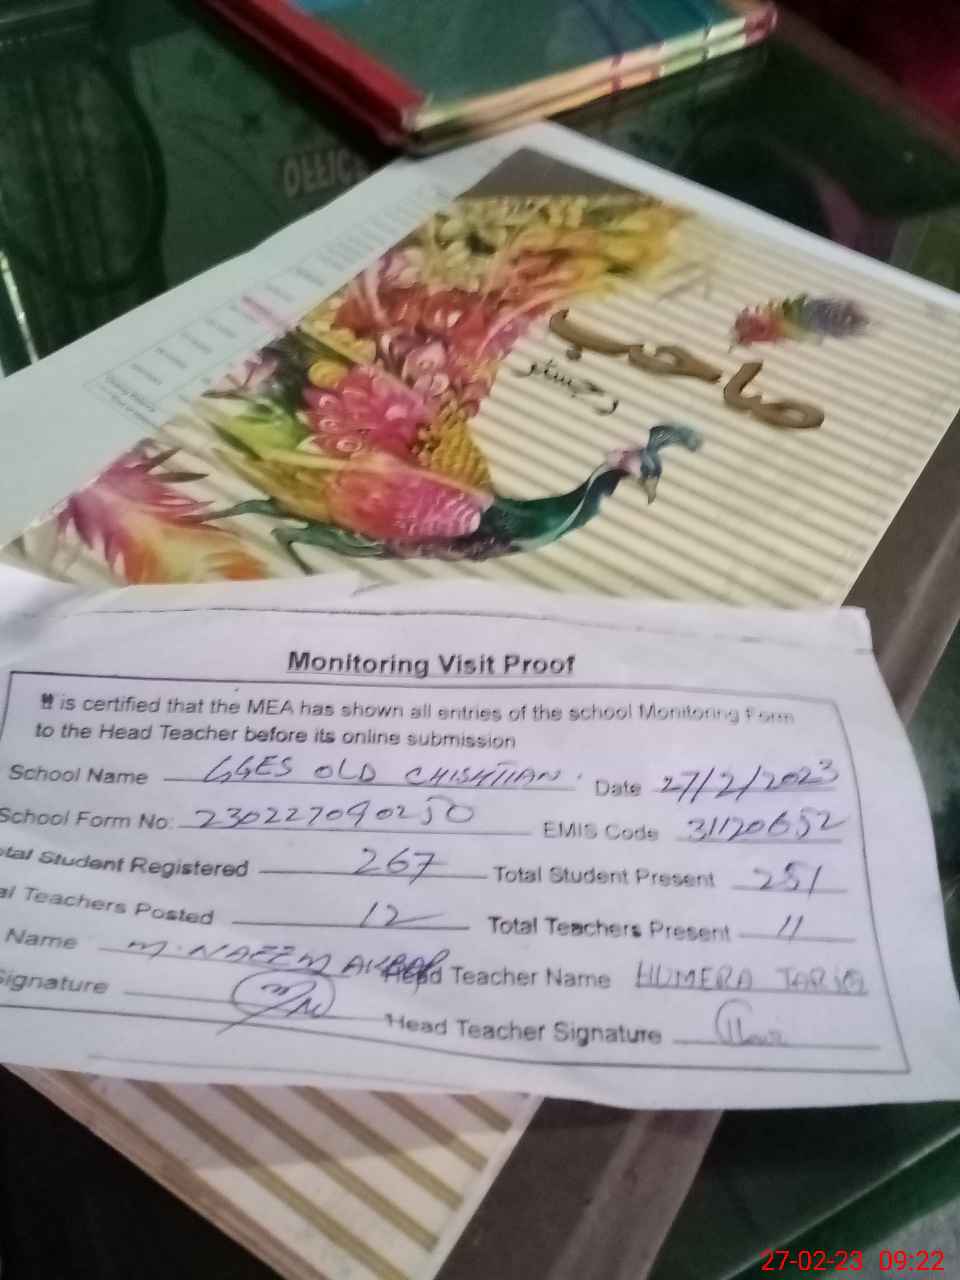 OFFICE
صاحب
رجسٹر
Monitoring Visit Proof
It is certified that the MEA has shown all entries of the school Monitoring Form
to the Head Teacher before its online submission
School Name GGES OLD CHISHTIAN Date 27/2/2023
School Form No: 230227090250 EMIS Code 31120652
Student Registered 267 Total Student Present 251
Teachers Posted 12 Total Teachers Present 11
Name M. NAEEM AKBAR Head Teacher Name HUMERA TARIQ
Signature Head Teacher Signature
27-02-23 09:22